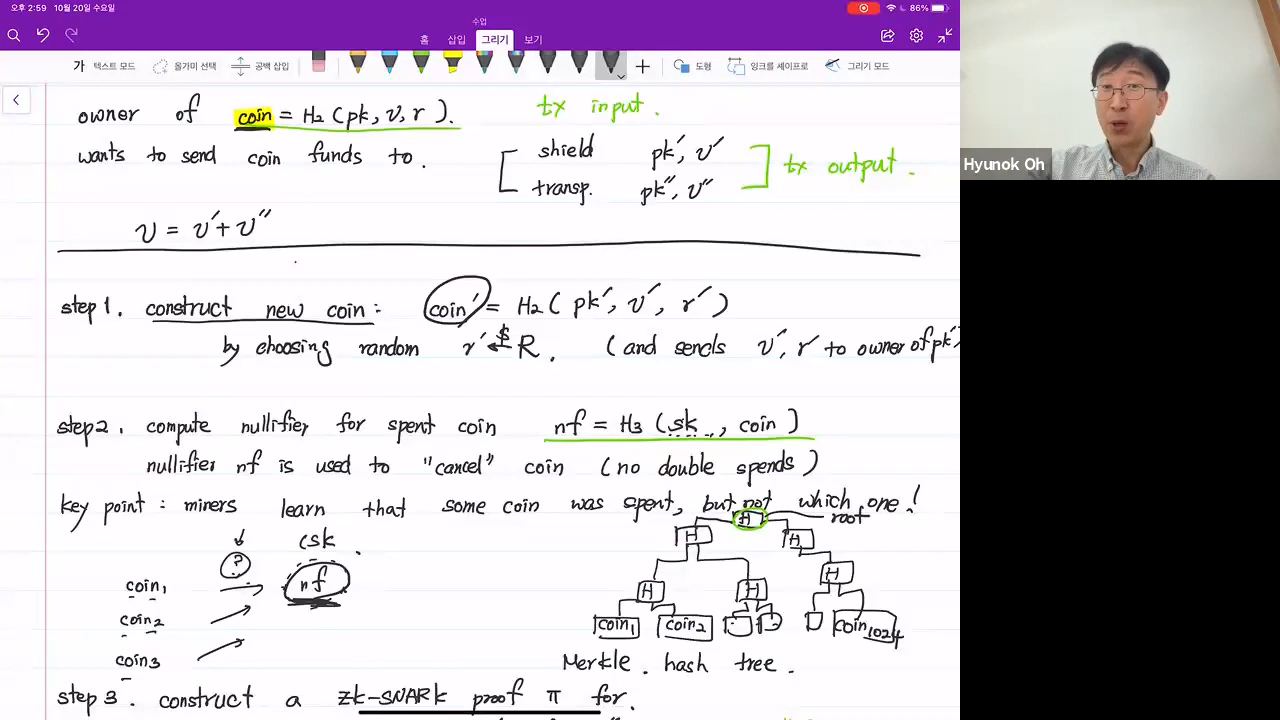 오후 2:59 10월 20일 수요일
86%
수업
홈 삽입 그리기 보기
가 텍스트 모드 올가미 선택 공백 삽입 도형 잉크를 셰이프로 그리기 모드
owner of coin = H₂(pk, v, r).
tx input.
wants to send coin funds to.
shield pk′, v′
transp. pk″, v″
tx output.
v = v′ + v″
step 1. construct new coin: coin′ = H₂(pk′, v′, r′)
by choosing random r′ ←$ R. (and sends v′, r′ to owner of pk′)
step 2. compute nullifier for spent coin nf = H₃(sk, coin)
nullifier nf is used to "cancel" coin (no double spends)
key point: miners learn that some coin was spent, but not which one!
H root
H H
(sk
?
coin₁ nf
coin₂
coin₃
H H H
coin₁ coin₂ coin₁₀₂₄
Merkle. hash tree.
step 3. construct a zk-SNARK proof π for.
Hyunok Oh